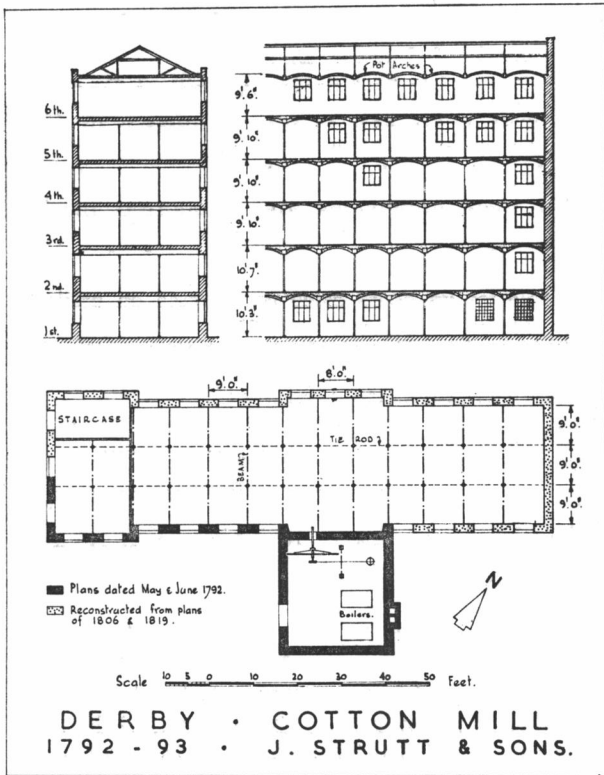 Pot Arches
6th.
5th.
4th.
3rd.
2nd.
1st.
9'.6"
9'.10"
9'.10"
9'.10"
10'.7"
10'.3"
9'.0"
8'.0"
STAIRCASE
BEAMS
TIE RODS
9'.0"
9'.0"
9'.0"
Boilers.
N
Plans dated May & June 1792.
Reconstructed from plans
of 1806 & 1819.
Scale 10 5 0 10 20 30 40 50 Feet.
DERBY · COTTON MILL
1792-93 · J. STRUTT & SONS.